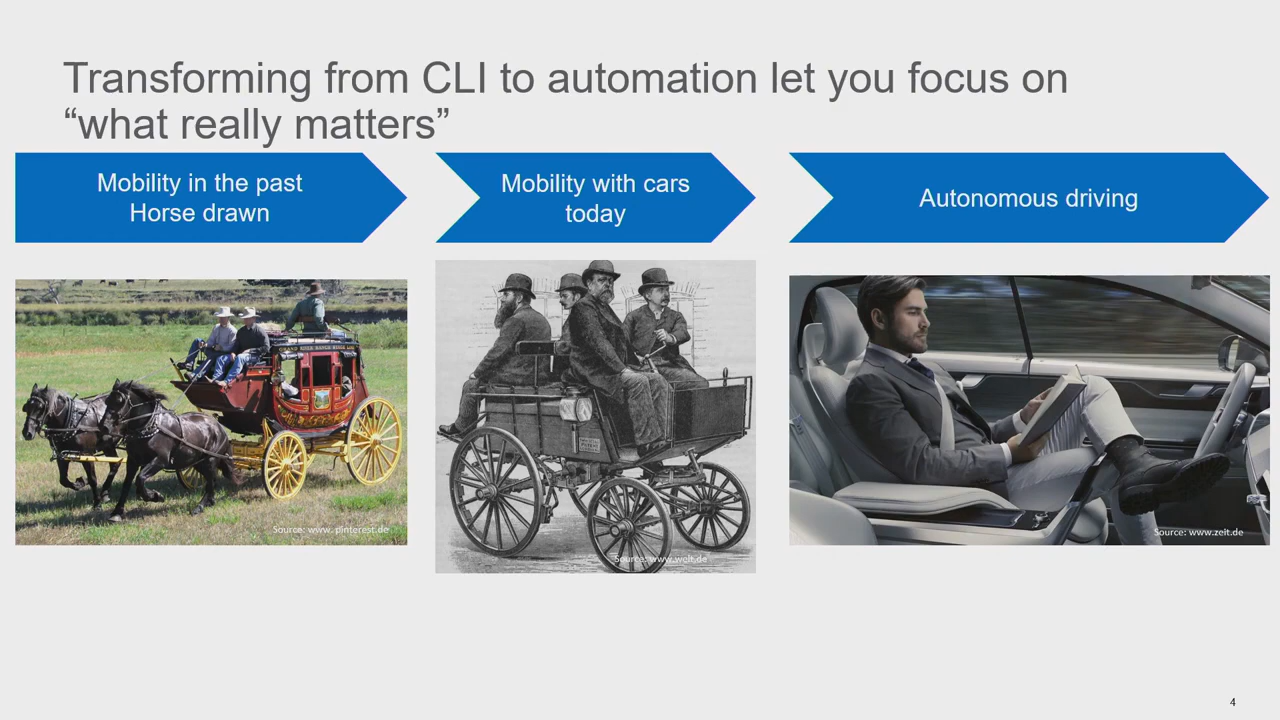 Transforming from CLI to automation let you focus on
“what really matters”
Mobility in the past
Horse drawn
Mobility with cars
today
Autonomous driving
Source: www. pinterest.de
Source: www.welt.de
Source: www.zeit.de
4